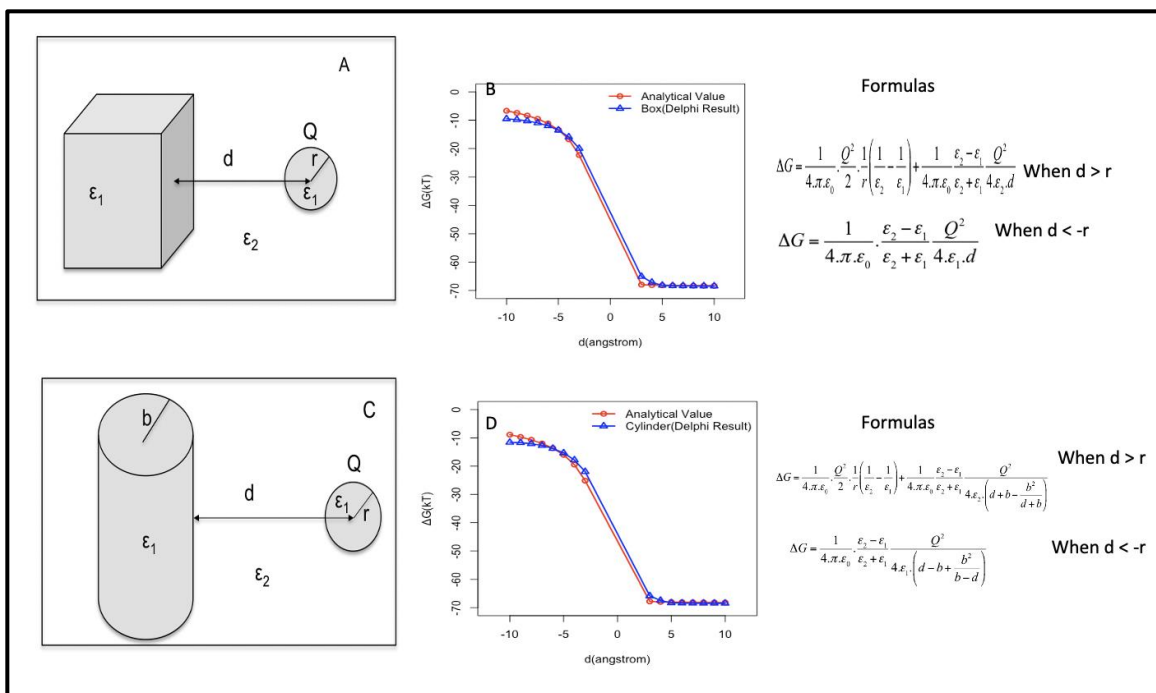 A
Q
r
d
ε₁
ε₁
ε₂
B
Analytical Value
Box(Delphi Result)
ΔG(kT)
0
-10
-20
-30
-40
-50
-60
-70
-10 -5 0 5 10
d(angstrom)
Formulas
ΔG = 1/(4.π.ε₀) . Q²/2 . 1/r (1/ε₂ − 1/ε₁) + 1/(4.π.ε₀) (ε₂ − ε₁)/(ε₂ + ε₁) Q²/(4.ε₂.d) When d > r
ΔG = 1/(4.π.ε₀) . (ε₂ − ε₁)/(ε₂ + ε₁) Q²/(4.ε₁.d) When d < -r
C
b
Q
d
ε₁
r
ε₁
ε₂
D
Analytical Value
Cylinder(Delphi Result)
ΔG(kT)
0
-10
-20
-30
-40
-50
-60
-70
-10 -5 0 5 10
d(angstrom)
Formulas
When d > r
ΔG = 1/(4.π.ε₀) . Q²/2 . 1/r (1/ε₂ − 1/ε₁) + 1/(4.π.ε₀) (ε₂ − ε₁)/(ε₂ + ε₁) Q²/(4.ε₂.(d + b − b²/(d + b)))
ΔG = 1/(4.π.ε₀) . (ε₂ − ε₁)/(ε₂ + ε₁) Q²/(4.ε₁.(d − b + b²/(b − d))) When d < -r